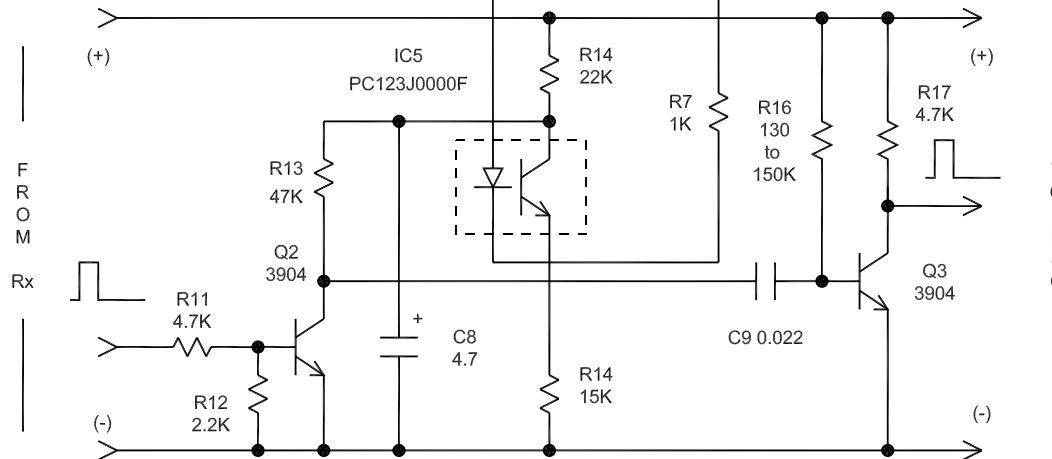 (+)
IC5
PC123J0000F
R14
22K
R7
1K
R16
130
to
150K
R17
4.7K
(+)
F
R
O
M
Rx
R13
47K
Q2
3904
R11
4.7K
+
C8
4.7
C9 0.022
Q3
3904
R12
2.2K
R14
15K
(-)
(-)